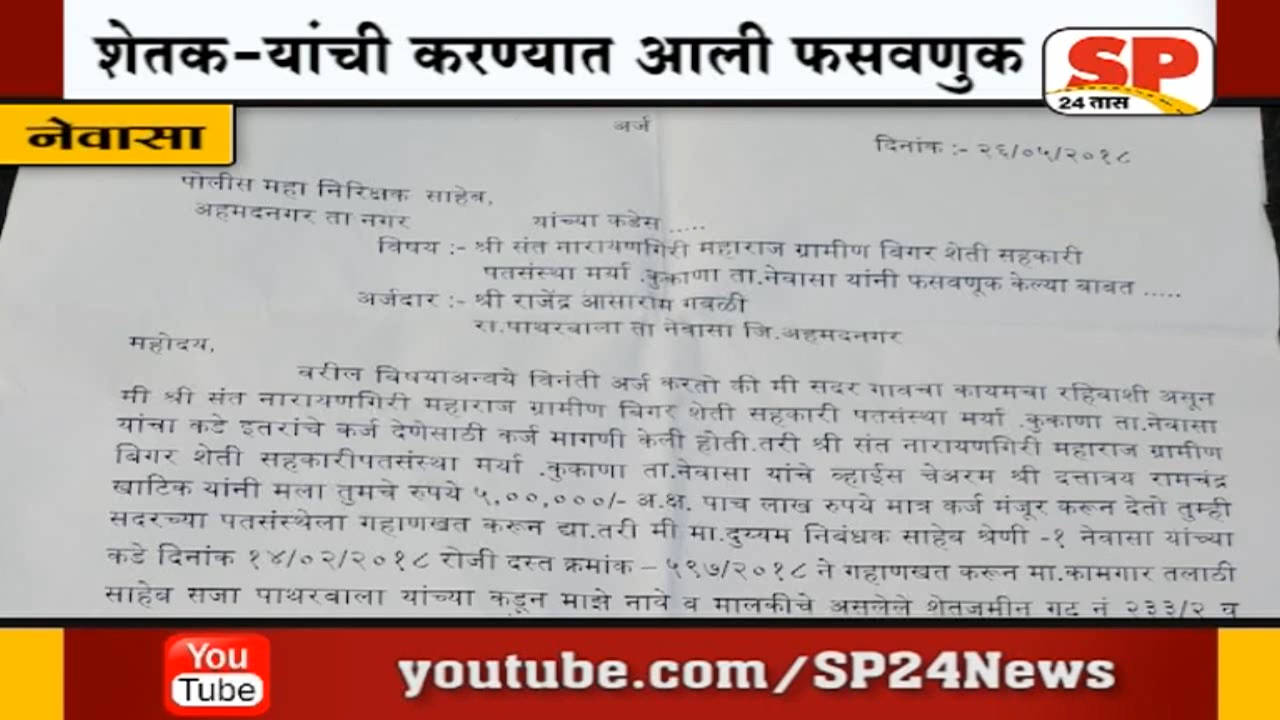 शेतक-यांची करण्यात आली फसवणुक
SP
24 तास
नेवासा
अर्ज
दिनांक :- २६/०५/२०१८
पोलीस महा निरिक्षक साहेब,
अहमदनगर ता नगर यांच्या कडेस .....
विषय :- श्री संत नारायणगिरी महाराज ग्रामीण बिगर शेती सहकारी
पतसंस्था मर्या .कुकाणा ता.नेवासा यांनी फसवणूक केल्या बाबत .....
अर्जदार :- श्री राजेंद्र आसाराम गवळी
रा.पाथरवाला ता नेवासा जि.अहमदनगर
महोदय,
वरील विषयाअन्वये विनंती अर्ज करतो की मी सदर गावचा कायमचा रहिवाशी असून
मी श्री संत नारायणगिरी महाराज ग्रामीण बिगर शेती सहकारी पतसंस्था मर्या .कुकाणा ता.नेवासा
यांचा कडे इतरांचे कर्ज देणेसाठी कर्ज मागणी केली होती.तरी श्री संत नारायणगिरी महाराज ग्रामीण
बिगर शेती सहकारीपतसंस्था मर्या .कुकाणा ता.नेवासा यांचे व्हाईस चेअरम श्री दत्तात्रय रामचंद्र
खाटिक यांनी मला तुमचे रुपये ५,००,०००/- अ.क्ष. पाच लाख रुपये मात्र कर्ज मंजूर करून देतो तुम्ही
सदरच्या पतसंस्थेला गहाणखत करून द्या.तरी मी मा.दुय्यम निबंधक साहेब श्रेणी -१ नेवासा यांच्या
कडे दिनांक १४/०२/२०१८ रोजी दस्त क्रमांक – ५९७/२०१८ ने गहाणखत करून मा.कामगार तलाठी
साहेब सजा पाथरवाला यांच्या कडून माझे नावे व मालकीचे असलेले शेतजमीन गट नं २३३/२ व
You
Tube
youtube.com/SP24News